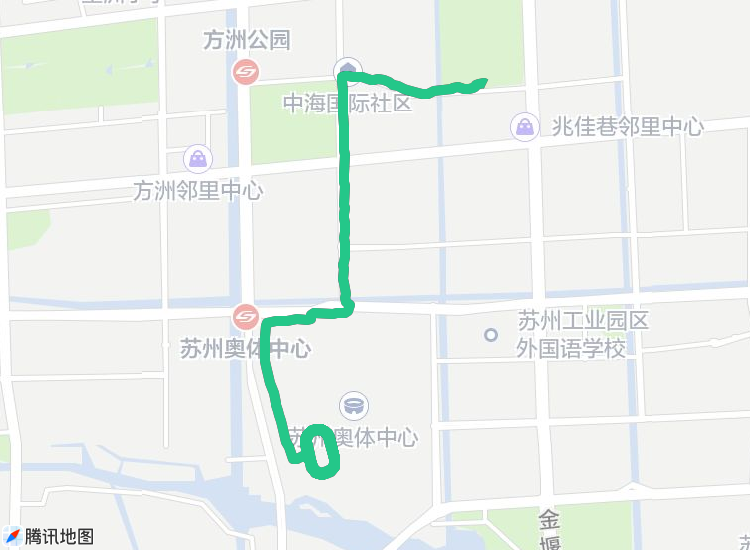 方洲公园
中海国际社区
兆佳巷邻里中心
方洲邻里中心
苏州奥体中心
苏州工业园区
外国语学校
苏州奥体中心
金堰
腾讯地图